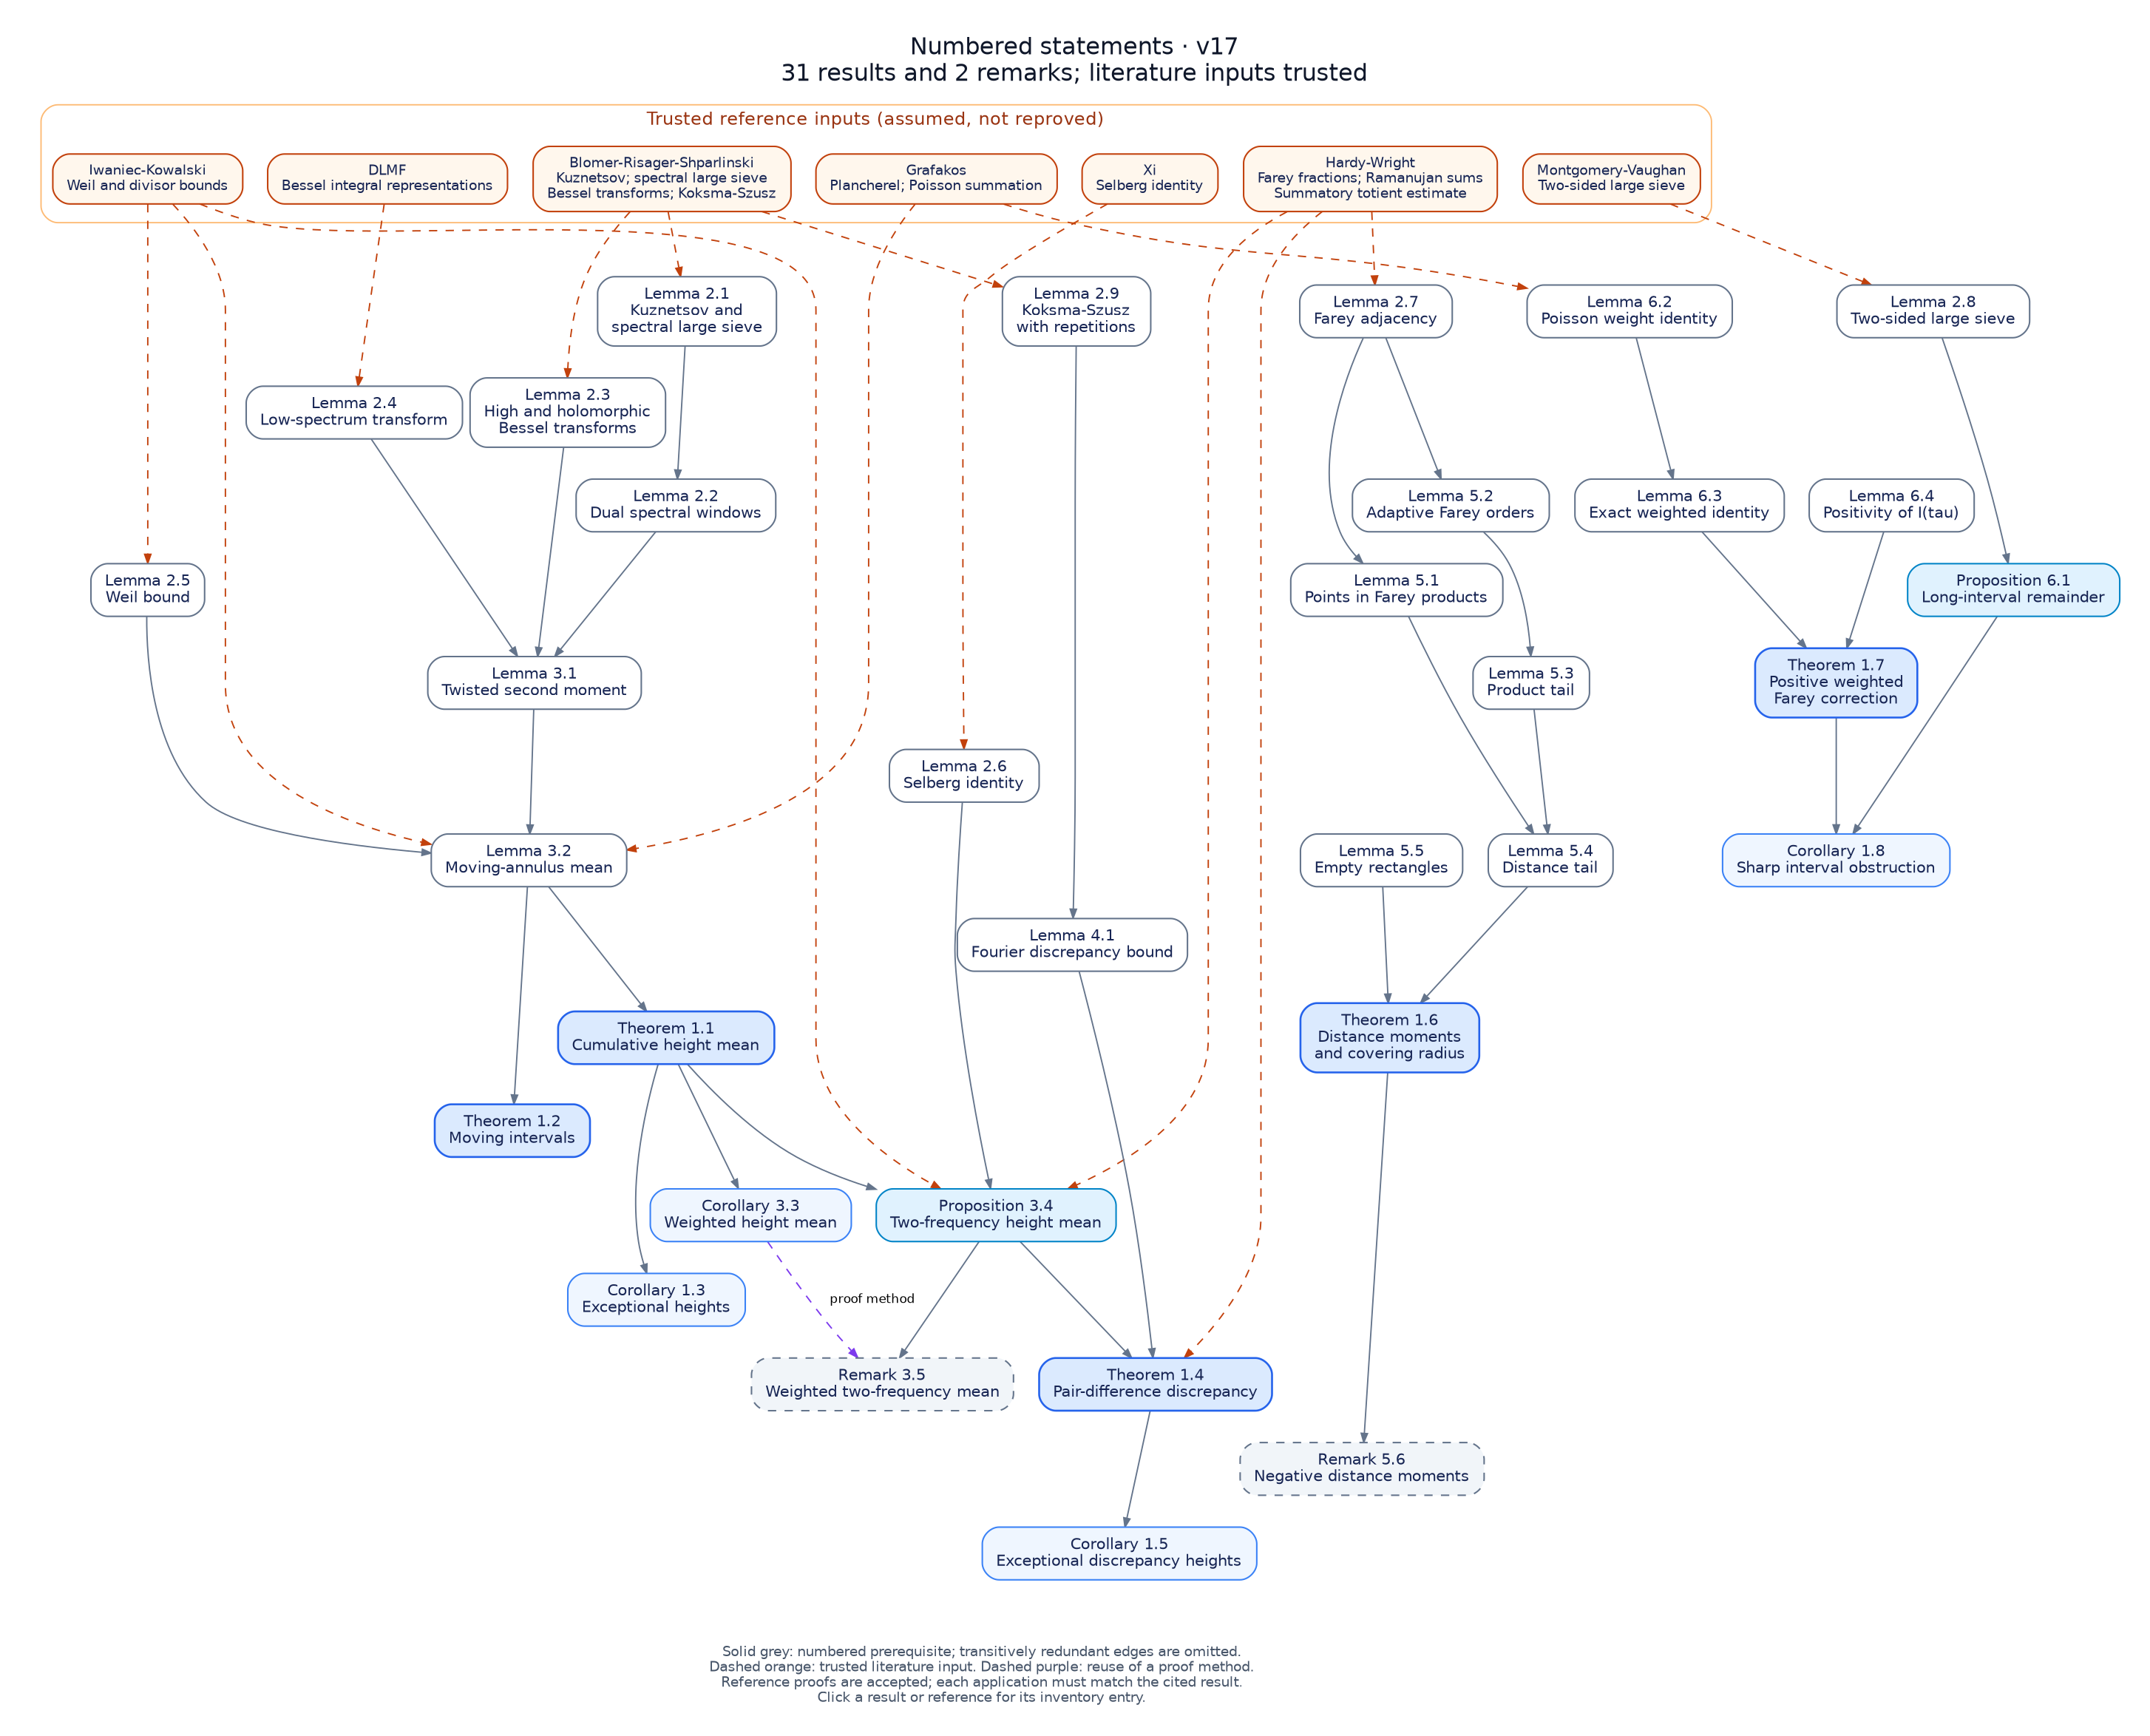 Numbered statements · v17
31 results and 2 remarks; literature inputs trusted
Trusted reference inputs (assumed, not reproved)
Iwaniec-Kowalski
Weil and divisor bounds
DLMF
Bessel integral representations
Blomer-Risager-Shparlinski
Kuznetsov; spectral large sieve
Bessel transforms; Koksma-Szusz
Grafakos
Plancherel; Poisson summation
Xi
Selberg identity
Hardy-Wright
Farey fractions; Ramanujan sums
Summatory totient estimate
Montgomery-Vaughan
Two-sided large sieve
Lemma 2.1
Kuznetsov and
spectral large sieve
Lemma 2.9
Koksma-Szusz
with repetitions
Lemma 2.7
Farey adjacency
Lemma 6.2
Poisson weight identity
Lemma 2.8
Two-sided large sieve
Lemma 2.4
Low-spectrum transform
Lemma 2.3
High and holomorphic
Bessel transforms
Lemma 2.2
Dual spectral windows
Lemma 5.2
Adaptive Farey orders
Lemma 6.3
Exact weighted identity
Lemma 6.4
Positivity of I(tau)
Lemma 2.5
Weil bound
Lemma 5.1
Points in Farey products
Proposition 6.1
Long-interval remainder
Lemma 3.1
Twisted second moment
Lemma 5.3
Product tail
Theorem 1.7
Positive weighted
Farey correction
Lemma 2.6
Selberg identity
Lemma 3.2
Moving-annulus mean
Lemma 5.5
Empty rectangles
Lemma 5.4
Distance tail
Corollary 1.8
Sharp interval obstruction
Lemma 4.1
Fourier discrepancy bound
Theorem 1.1
Cumulative height mean
Theorem 1.6
Distance moments
and covering radius
Theorem 1.2
Moving intervals
Corollary 3.3
Weighted height mean
Proposition 3.4
Two-frequency height mean
Corollary 1.3
Exceptional heights
proof method
Remark 3.5
Weighted two-frequency mean
Theorem 1.4
Pair-difference discrepancy
Remark 5.6
Negative distance moments
Corollary 1.5
Exceptional discrepancy heights
Solid grey: numbered prerequisite; transitively redundant edges are omitted.
Dashed orange: trusted literature input. Dashed purple: reuse of a proof method.
Reference proofs are accepted; each application must match the cited result.
Click a result or reference for its inventory entry.